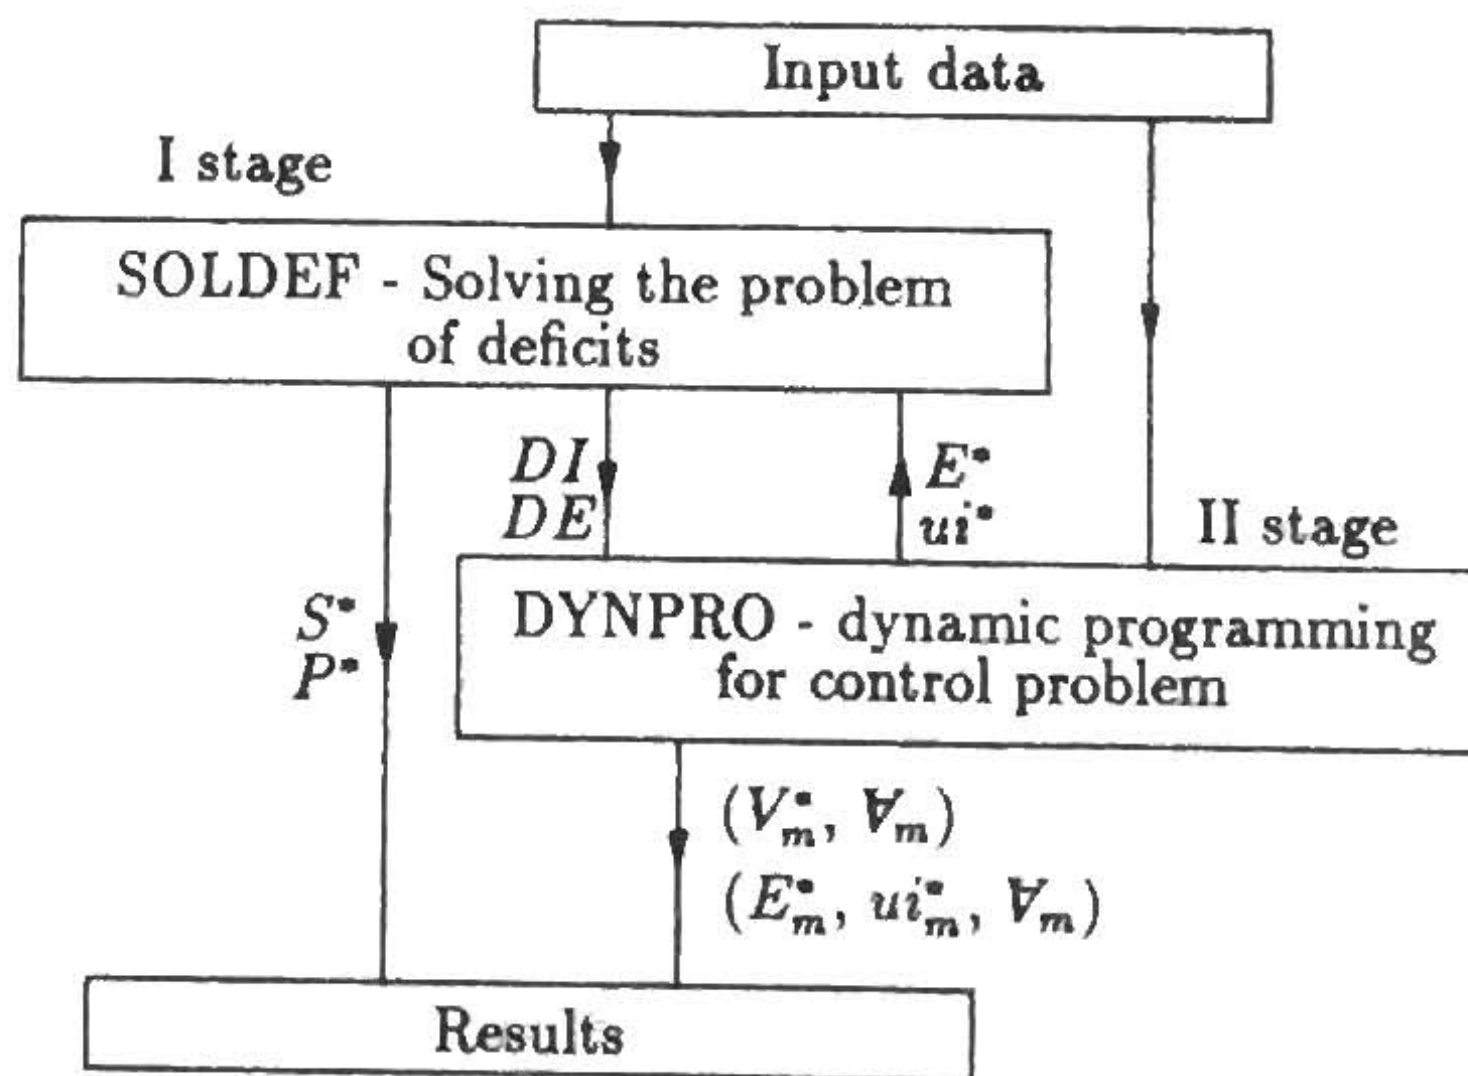 Input data
I stage
SOLDEF - Solving the problem
of deficits
DI
DE
E*
ui*
II stage
S*
P*
DYNPRO - dynamic programming
for control problem
(V*m, ∀m)
(E*m, ui*m, ∀m)
Results